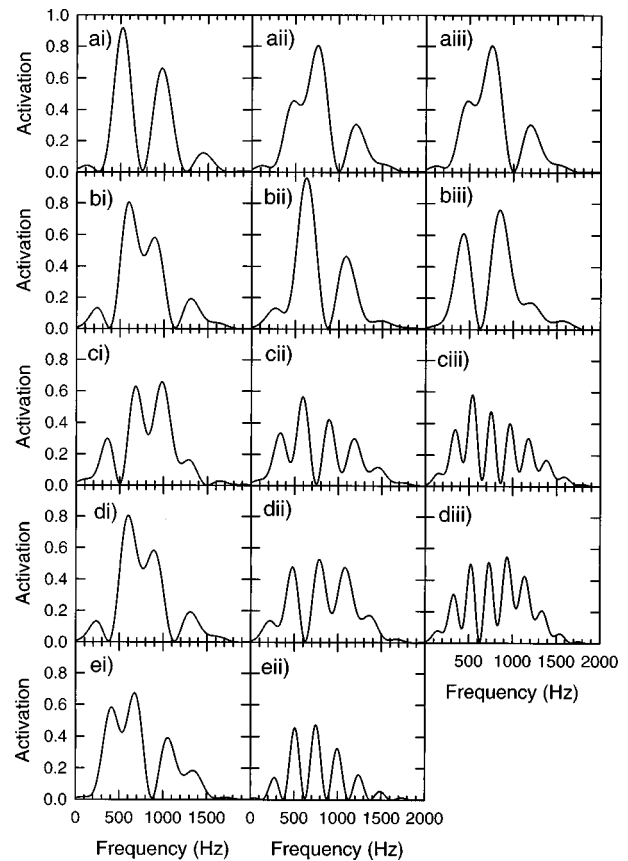 ai) aii) aiii)
1.0
0.8
0.6
0.4
0.2
0.0
Activation
bi) bii) biii)
0.8
0.6
0.4
0.2
0.0
Activation
ci) cii) ciii)
0.8
0.6
0.4
0.2
0.0
Activation
di) dii) diii)
0.8
0.6
0.4
0.2
0.0
Activation
500 1000 1500 2000
Frequency (Hz)
ei) eii)
0.8
0.6
0.4
0.2
0.0
Activation
0 500 1000 1500 0 500 1000 1500 2000
Frequency (Hz) Frequency (Hz)